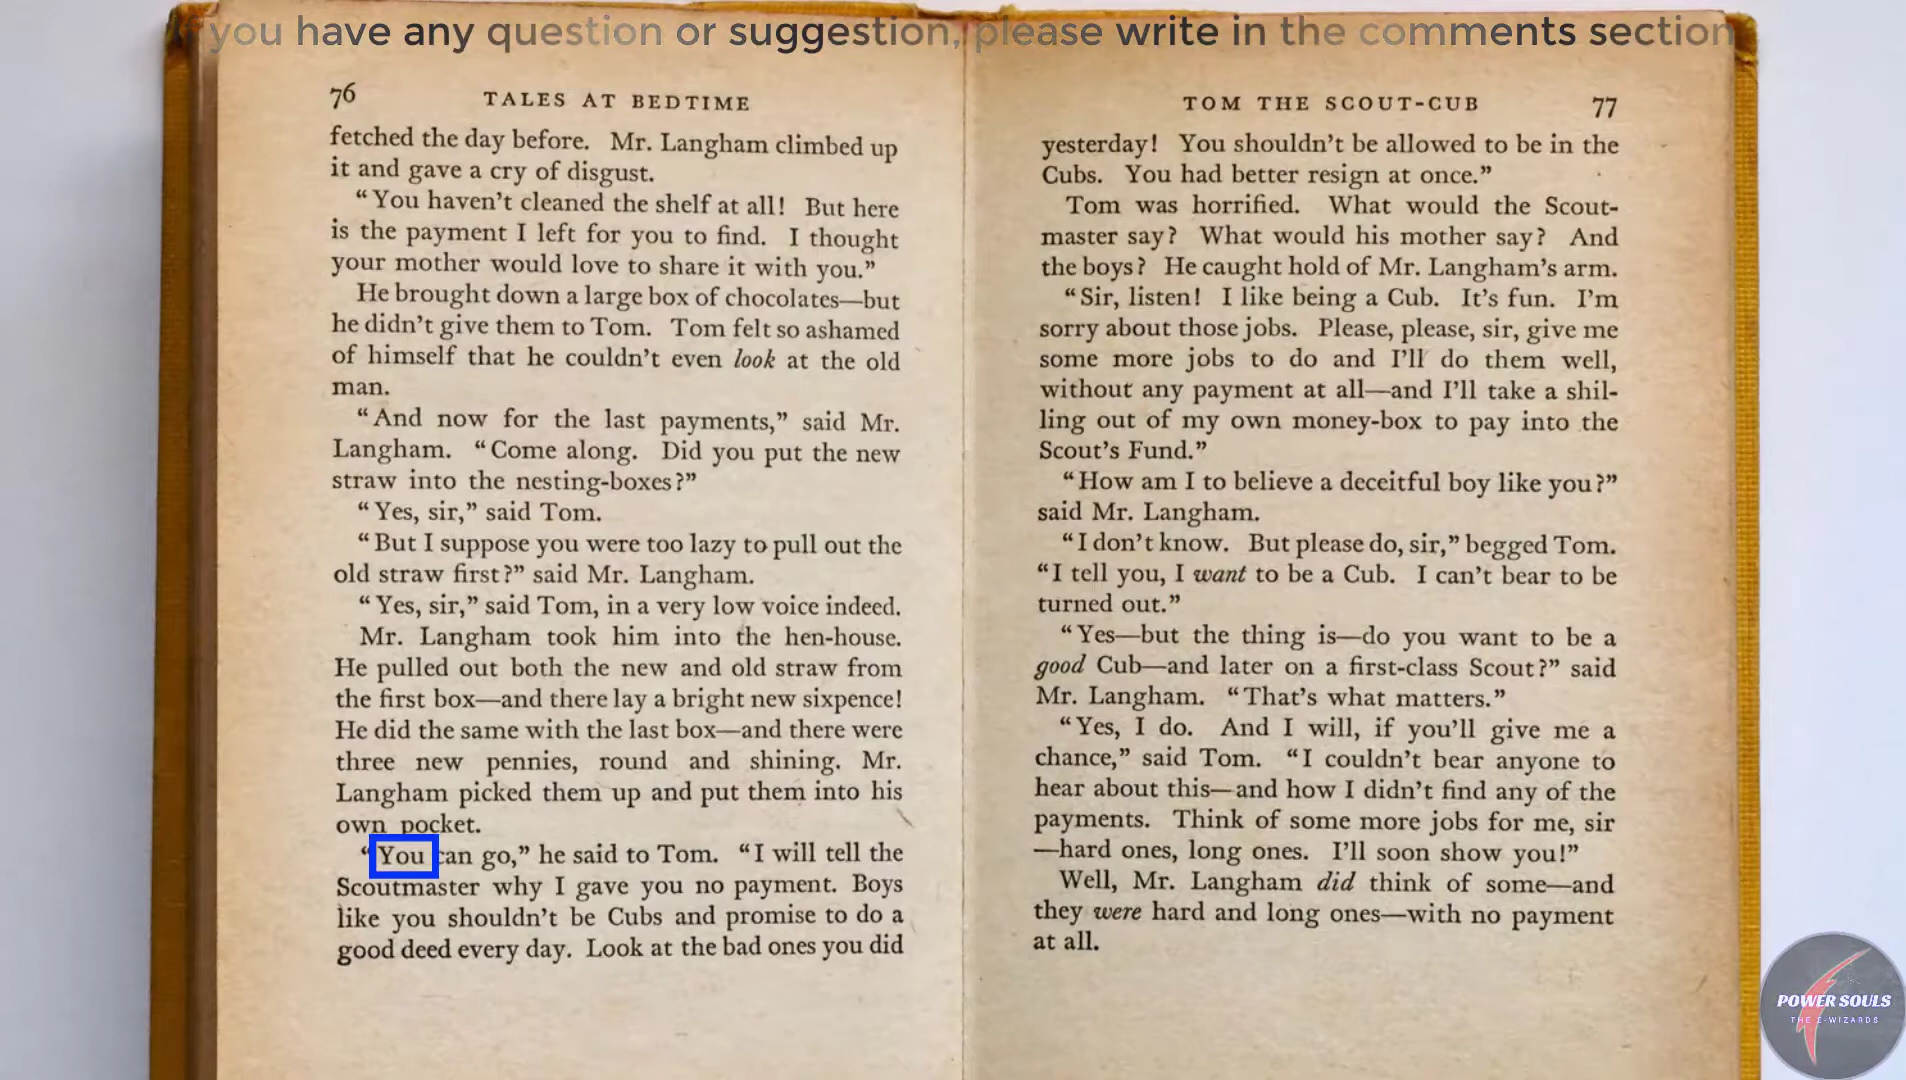 If you have any question or suggestion, please write in the comments section
76 TALES AT BEDTIME
fetched the day before. Mr. Langham climbed up
it and gave a cry of disgust.
“You haven’t cleaned the shelf at all! But here
is the payment I left for you to find. I thought
your mother would love to share it with you.”
He brought down a large box of chocolates—but
he didn’t give them to Tom. Tom felt so ashamed
of himself that he couldn’t even look at the old
man.
“And now for the last payments,” said Mr.
Langham. “Come along. Did you put the new
straw into the nesting-boxes?”
“Yes, sir,” said Tom.
“But I suppose you were too lazy to pull out the
old straw first?” said Mr. Langham.
“Yes, sir,” said Tom, in a very low voice indeed.
Mr. Langham took him into the hen-house.
He pulled out both the new and old straw from
the first box—and there lay a bright new sixpence!
He did the same with the last box—and there were
three new pennies, round and shining. Mr.
Langham picked them up and put them into his
own pocket.
“You can go,” he said to Tom. “I will tell the
Scoutmaster why I gave you no payment. Boys
like you shouldn’t be Cubs and promise to do a
good deed every day. Look at the bad ones you did
TOM THE SCOUT-CUB 77
yesterday! You shouldn’t be allowed to be in the
Cubs. You had better resign at once.”
Tom was horrified. What would the Scout-
master say? What would his mother say? And
the boys? He caught hold of Mr. Langham’s arm.
“Sir, listen! I like being a Cub. It’s fun. I’m
sorry about those jobs. Please, please, sir, give me
some more jobs to do and I’ll do them well,
without any payment at all—and I’ll take a shil-
ling out of my own money-box to pay into the
Scout’s Fund.”
“How am I to believe a deceitful boy like you?”
said Mr. Langham.
“I don’t know. But please do, sir,” begged Tom.
“I tell you, I want to be a Cub. I can’t bear to be
turned out.”
“Yes—but the thing is—do you want to be a
good Cub—and later on a first-class Scout?” said
Mr. Langham. “That’s what matters.”
“Yes, I do. And I will, if you’ll give me a
chance,” said Tom. “I couldn’t bear anyone to
hear about this—and how I didn’t find any of the
payments. Think of some more jobs for me, sir
—hard ones, long ones. I’ll soon show you!”
Well, Mr. Langham did think of some—and
they were hard and long ones—with no payment
at all.
POWER SOULS
THE E-WIZARDS